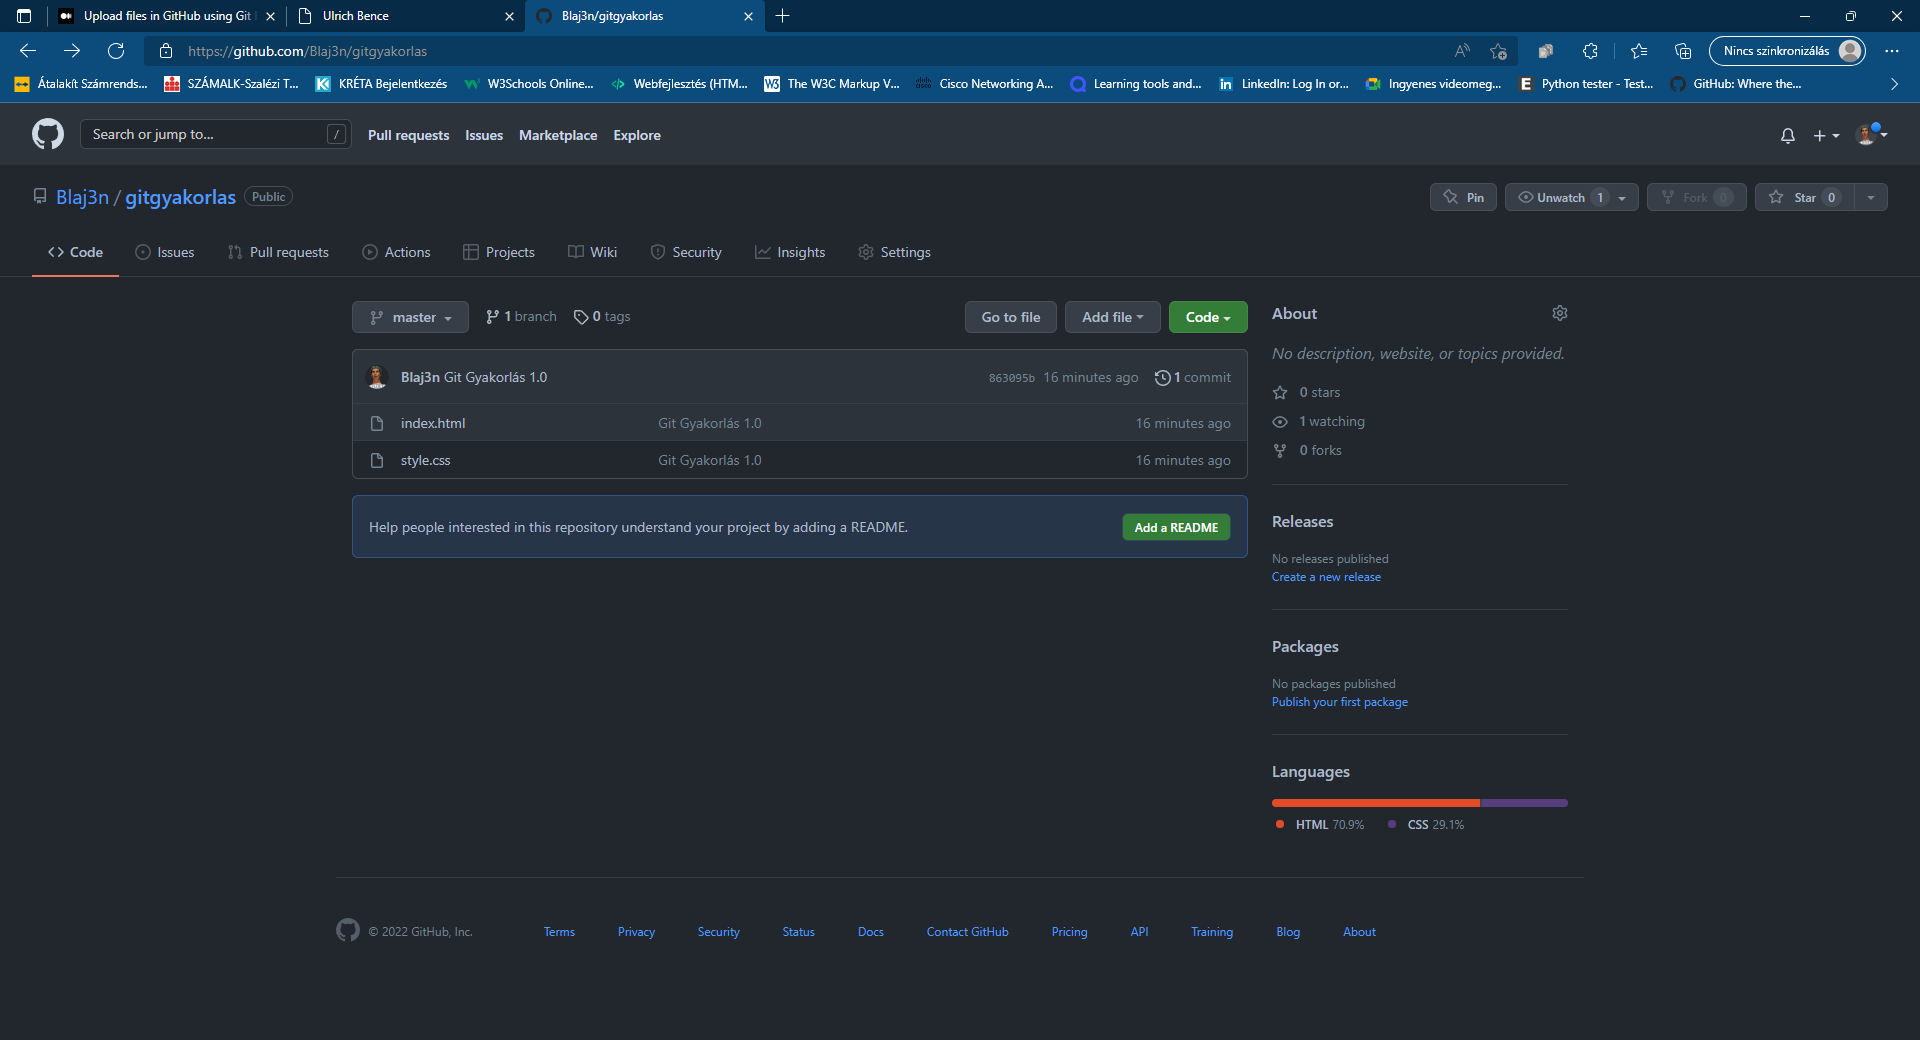 Upload files in GitHub using Git
Ulrich Bence
Blaj3n/gitgyakorlas
https://github.com/Blaj3n/gitgyakorlas
Nincs szinkronizálás
Átalakít Számrends...
SZÁMALK-Szalézi T...
KRÉTA Bejelentkezés
W3Schools Online...
Webfejlesztés (HTM...
The W3C Markup V...
Cisco Networking A...
Learning tools and...
LinkedIn: Log In or...
Ingyenes videomeg...
Python tester - Test...
GitHub: Where the...
Search or jump to... /
Pull requests
Issues
Marketplace
Explore
Blaj3n / gitgyakorlas Public
Pin
Unwatch 1
Fork 0
Star 0
Code
Issues
Pull requests
Actions
Projects
Wiki
Security
Insights
Settings
master
1 branch
0 tags
Go to file
Add file
Code
Blaj3n Git Gyakorlás 1.0 863095b 16 minutes ago 1 commit
index.html Git Gyakorlás 1.0 16 minutes ago
style.css Git Gyakorlás 1.0 16 minutes ago
Help people interested in this repository understand your project by adding a README.
Add a README
About
No description, website, or topics provided.
0 stars
1 watching
0 forks
Releases
No releases published
Create a new release
Packages
No packages published
Publish your first package
Languages
HTML 70.9% CSS 29.1%
© 2022 GitHub, Inc.
Terms
Privacy
Security
Status
Docs
Contact GitHub
Pricing
API
Training
Blog
About